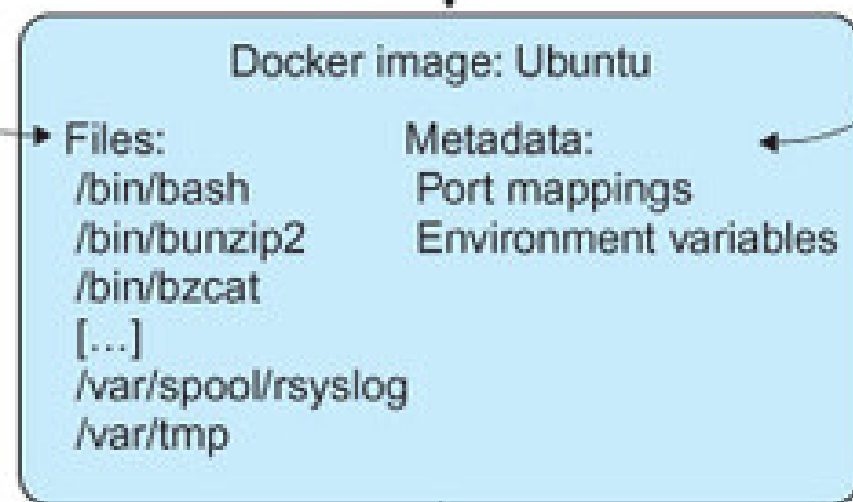 Docker image: Ubuntu
Files:
/bin/bash
/bin/bunzip2
/bin/bzcat
[...]
/var/spool/rsyslog
/var/tmp
Metadata:
Port mappings
Environment variables